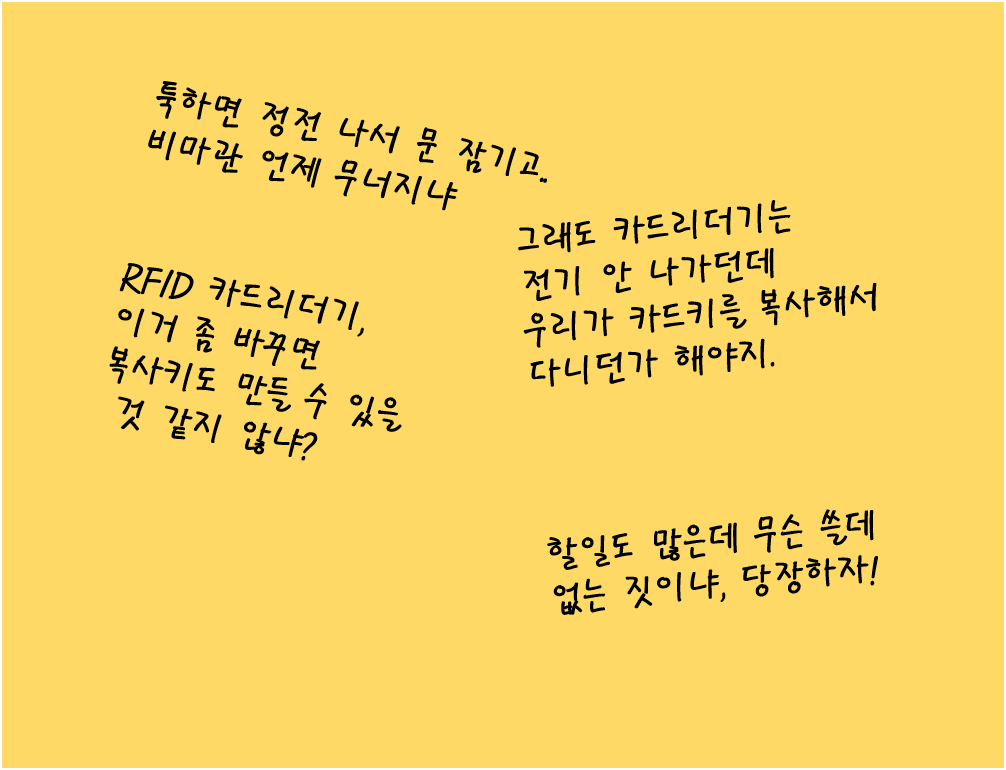 툭하면 정전 나서 문 잠기고..
비마관 언제 무너지냐
그래도 카드리더기는
전기 안 나가던데
우리가 카드키를 복사해서
다니던가 해야지.
RFID 카드리더기,
이거 좀 바꾸면
복사키도 만들 수 있을
것 같지 않냐?
할일도 많은데 무슨 쓸데
없는 짓이냐, 당장하자!